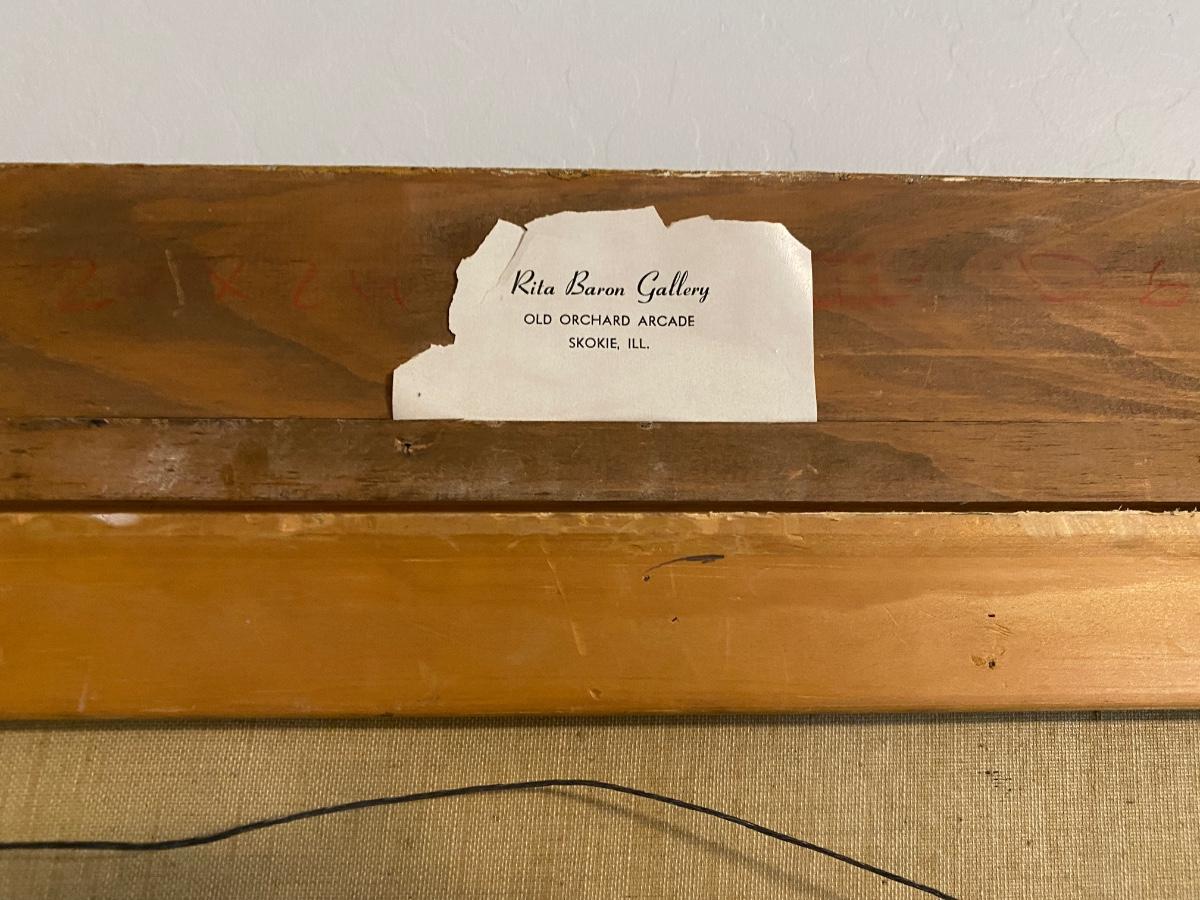 Rita Baron Gallery
OLD ORCHARD ARCADE
SKOKIE, ILL.